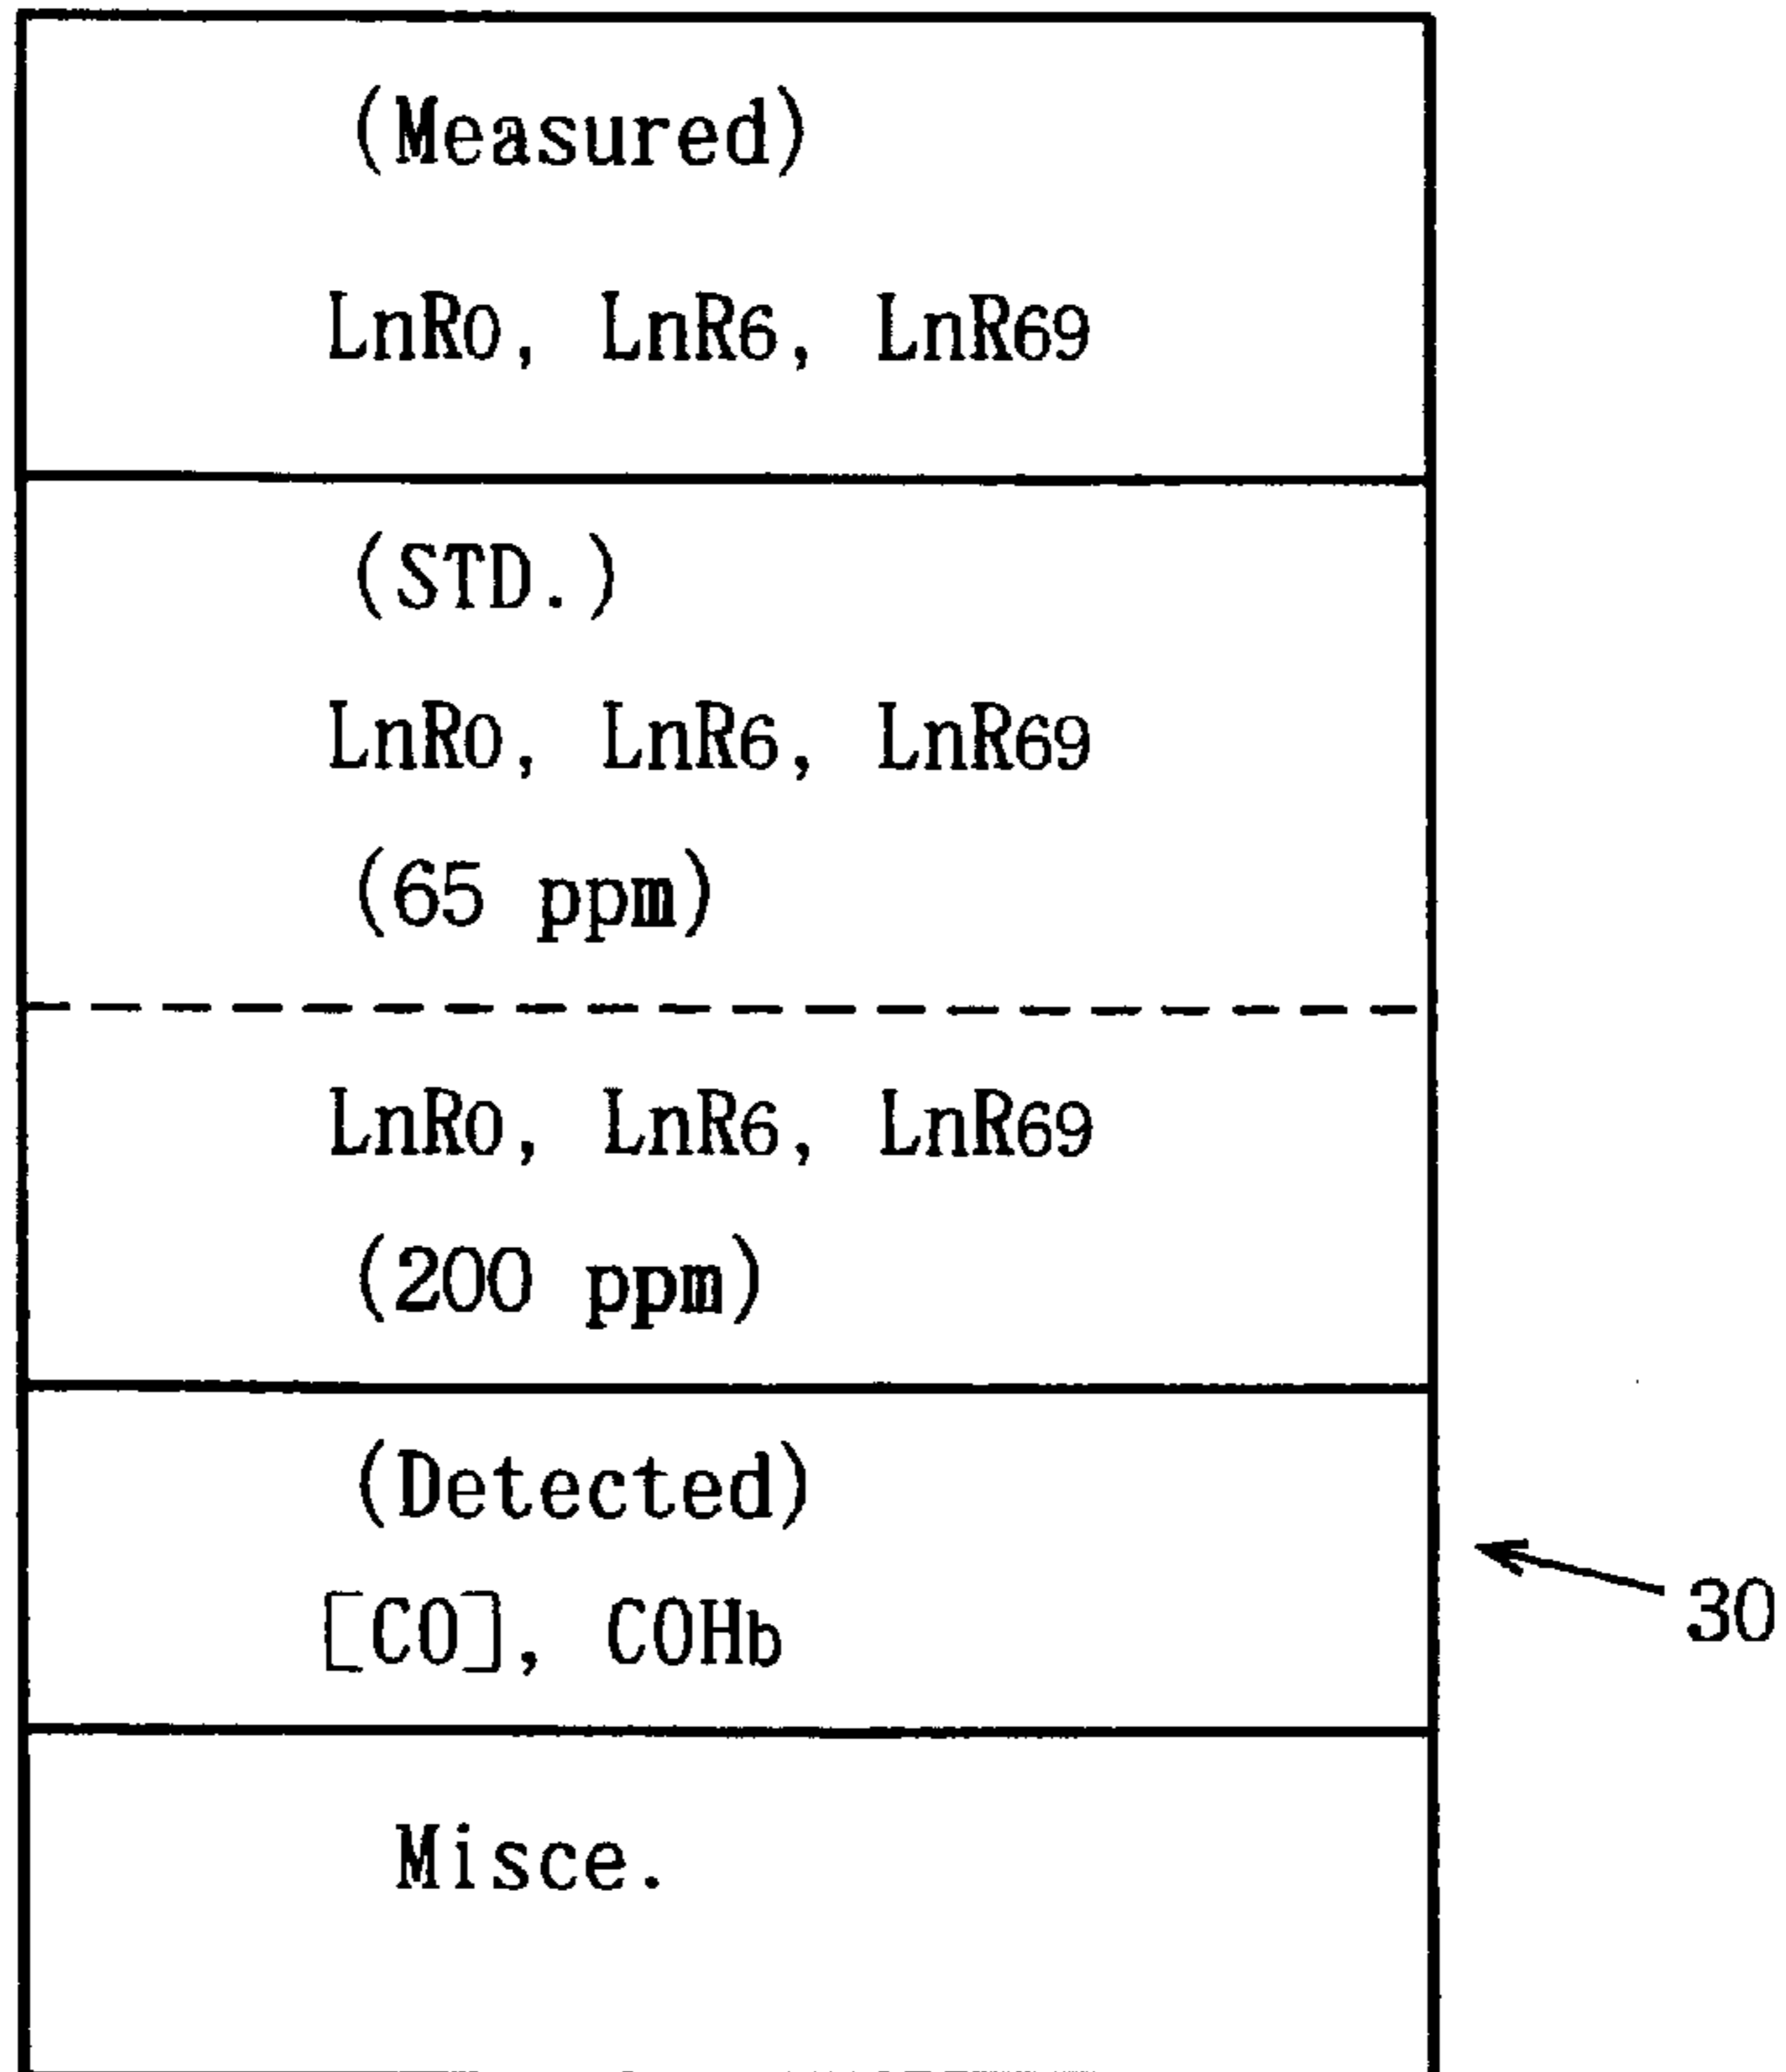 (Measured)
LnR0, LnR6, LnR69
(STD.)
LnR0, LnR6, LnR69
(65 ppm)
LnR0, LnR6, LnR69
(200 ppm)
(Detected)
[CO], COHb
30
Misce.